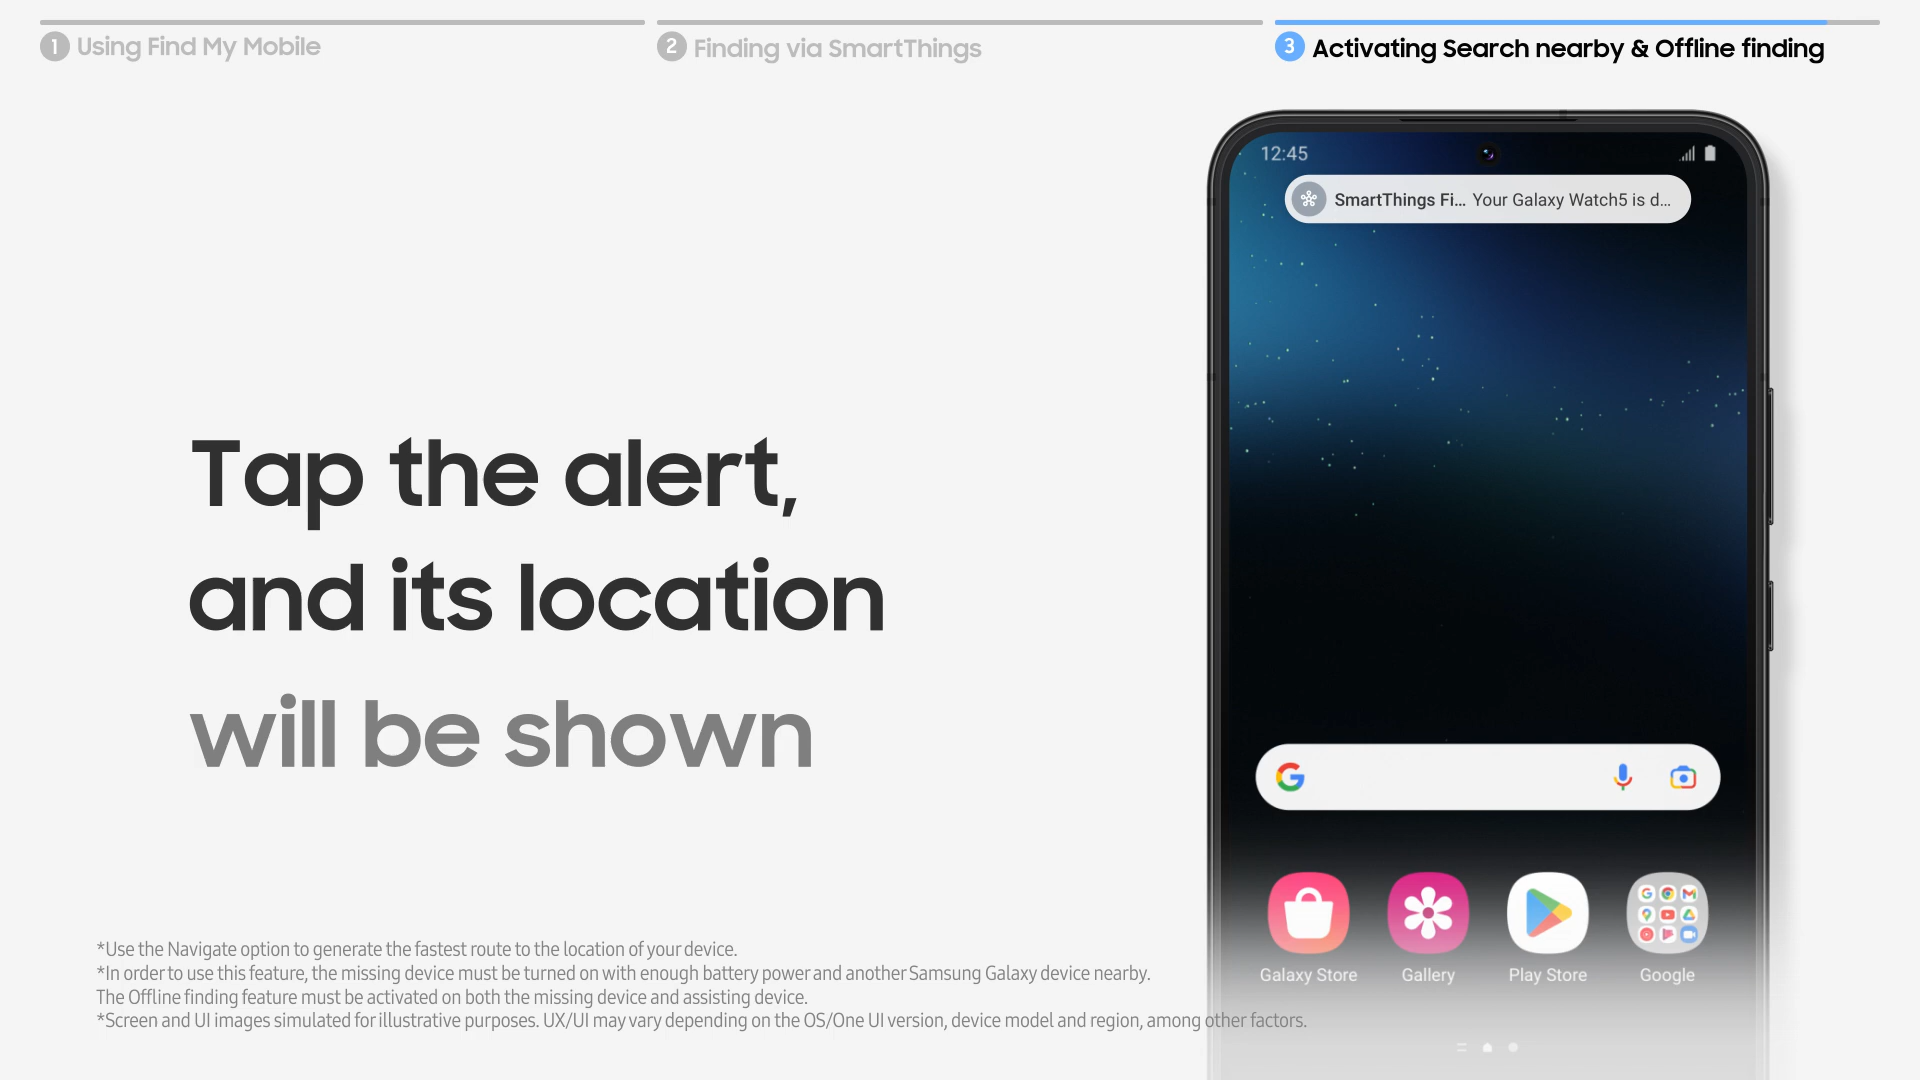 1 Using Find My Mobile
2 Finding via SmartThings
3 Activating Search nearby & Offline finding
12:45
SmartThings Fi... Your Galaxy Watch5 is d...
Tap the alert,
and its location
will be shown
Galaxy Store
Gallery
Play Store
Google
*Use the Navigate option to generate the fastest route to the location of your device.
*In order to use this feature, the missing device must be turned on with enough battery power and another Samsung Galaxy device nearby.
The Offline finding feature must be activated on both the missing device and assisting device.
*Screen and UI images simulated for illustrative purposes. UX/UI may vary depending on the OS/One UI version, device model and region, among other factors.